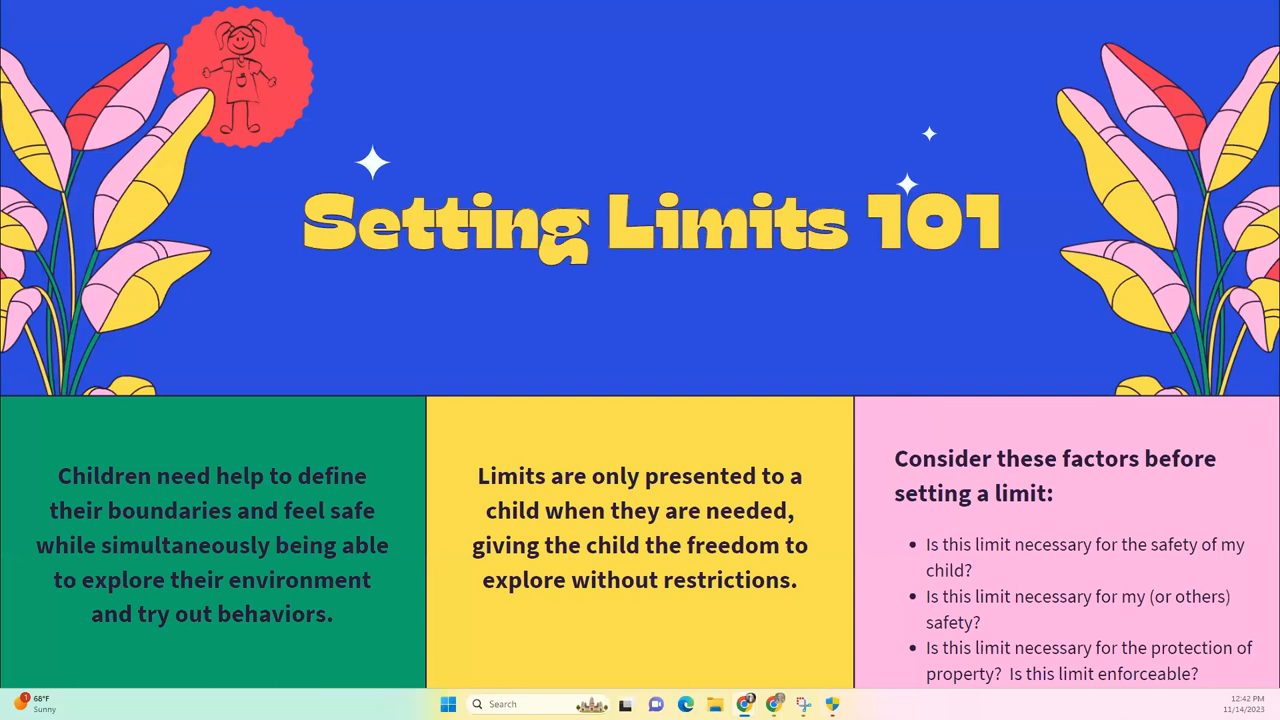 Setting Limits 101
Children need help to define
their boundaries and feel safe
while simultaneously being able
to explore their environment
and try out behaviors.
Limits are only presented to a
child when they are needed,
giving the child the freedom to
explore without restrictions.
Consider these factors before
setting a limit:
• Is this limit necessary for the safety of my
child?
• Is this limit necessary for my (or others)
safety?
• Is this limit necessary for the protection of
property? Is this limit enforceable?
1
68°F
Sunny
Search
12:42 PM
11/14/2023